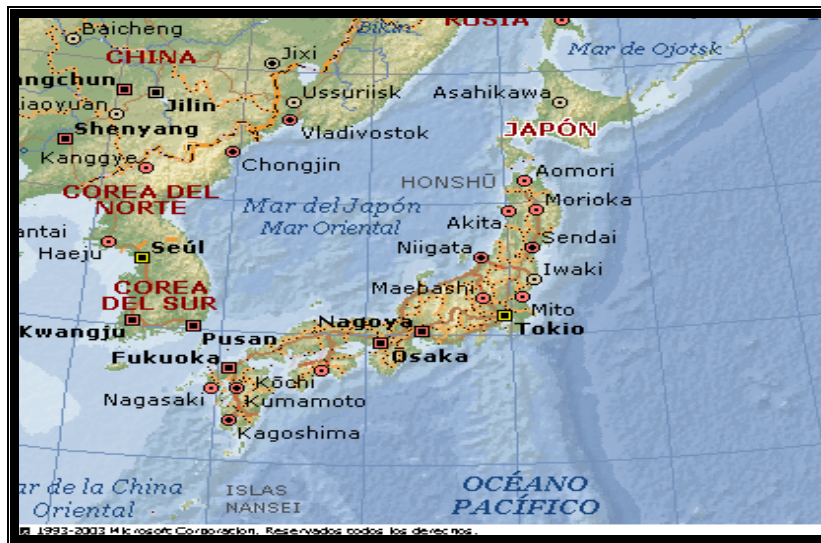 RUSIA
Baicheng
Bikin
CHINA
Jixi
Mar de Ojotsk
angchun
Jilin
Ussuriisk
Asahikawa
iaoyuan
Shenyang
Vladivostok
JAPÓN
Kanggye
Chongjin
Aomori
HONSHŪ
COREA DEL
NORTE
Mar del Japón
Mar Oriental
Morioka
Akita
antai
Haeju
Seúl
Niigata
Sendai
Iwaki
COREA
DEL SUR
Maebashi
Mito
Kwangju
Pusan
Nagoya
Tokio
Fukuoka
Osaka
Kōchi
Nagasaki
Kumamoto
Kagoshima
ar de la China
Oriental
ISLAS
NANSEI
OCÉANO
PACÍFICO
1993-2003 Microsoft Corporacion. Reservados todos los derechos.